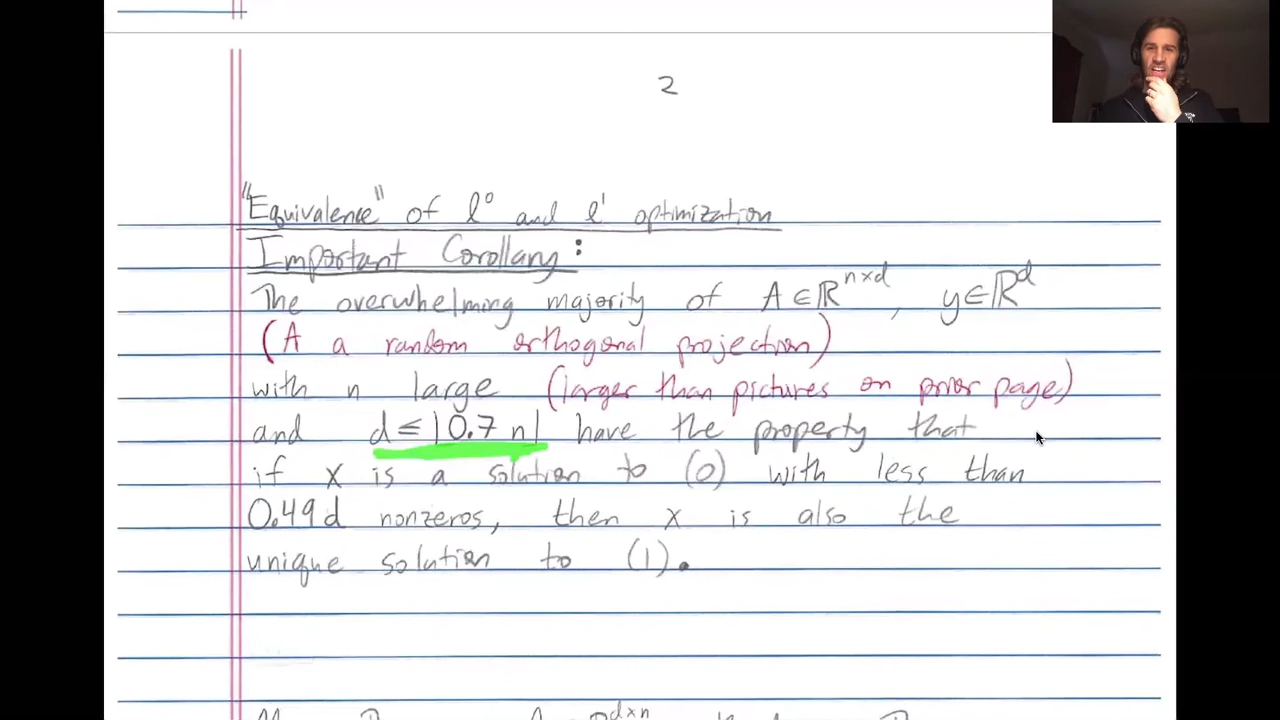 2
"Equivalence" of l⁰ and l¹ optimization
Important Corollary:
The overwhelming majority of A ∈ ℝⁿˣᵈ, y ∈ ℝᵈ
(A a random orthogonal projection)
with n large (larger than pictures on prior page)
and d ≤ ⌊0.7 n⌋ have the property that
if x is a solution to (0) with less than
0.49d nonzeros, then x is also the
unique solution to (1).